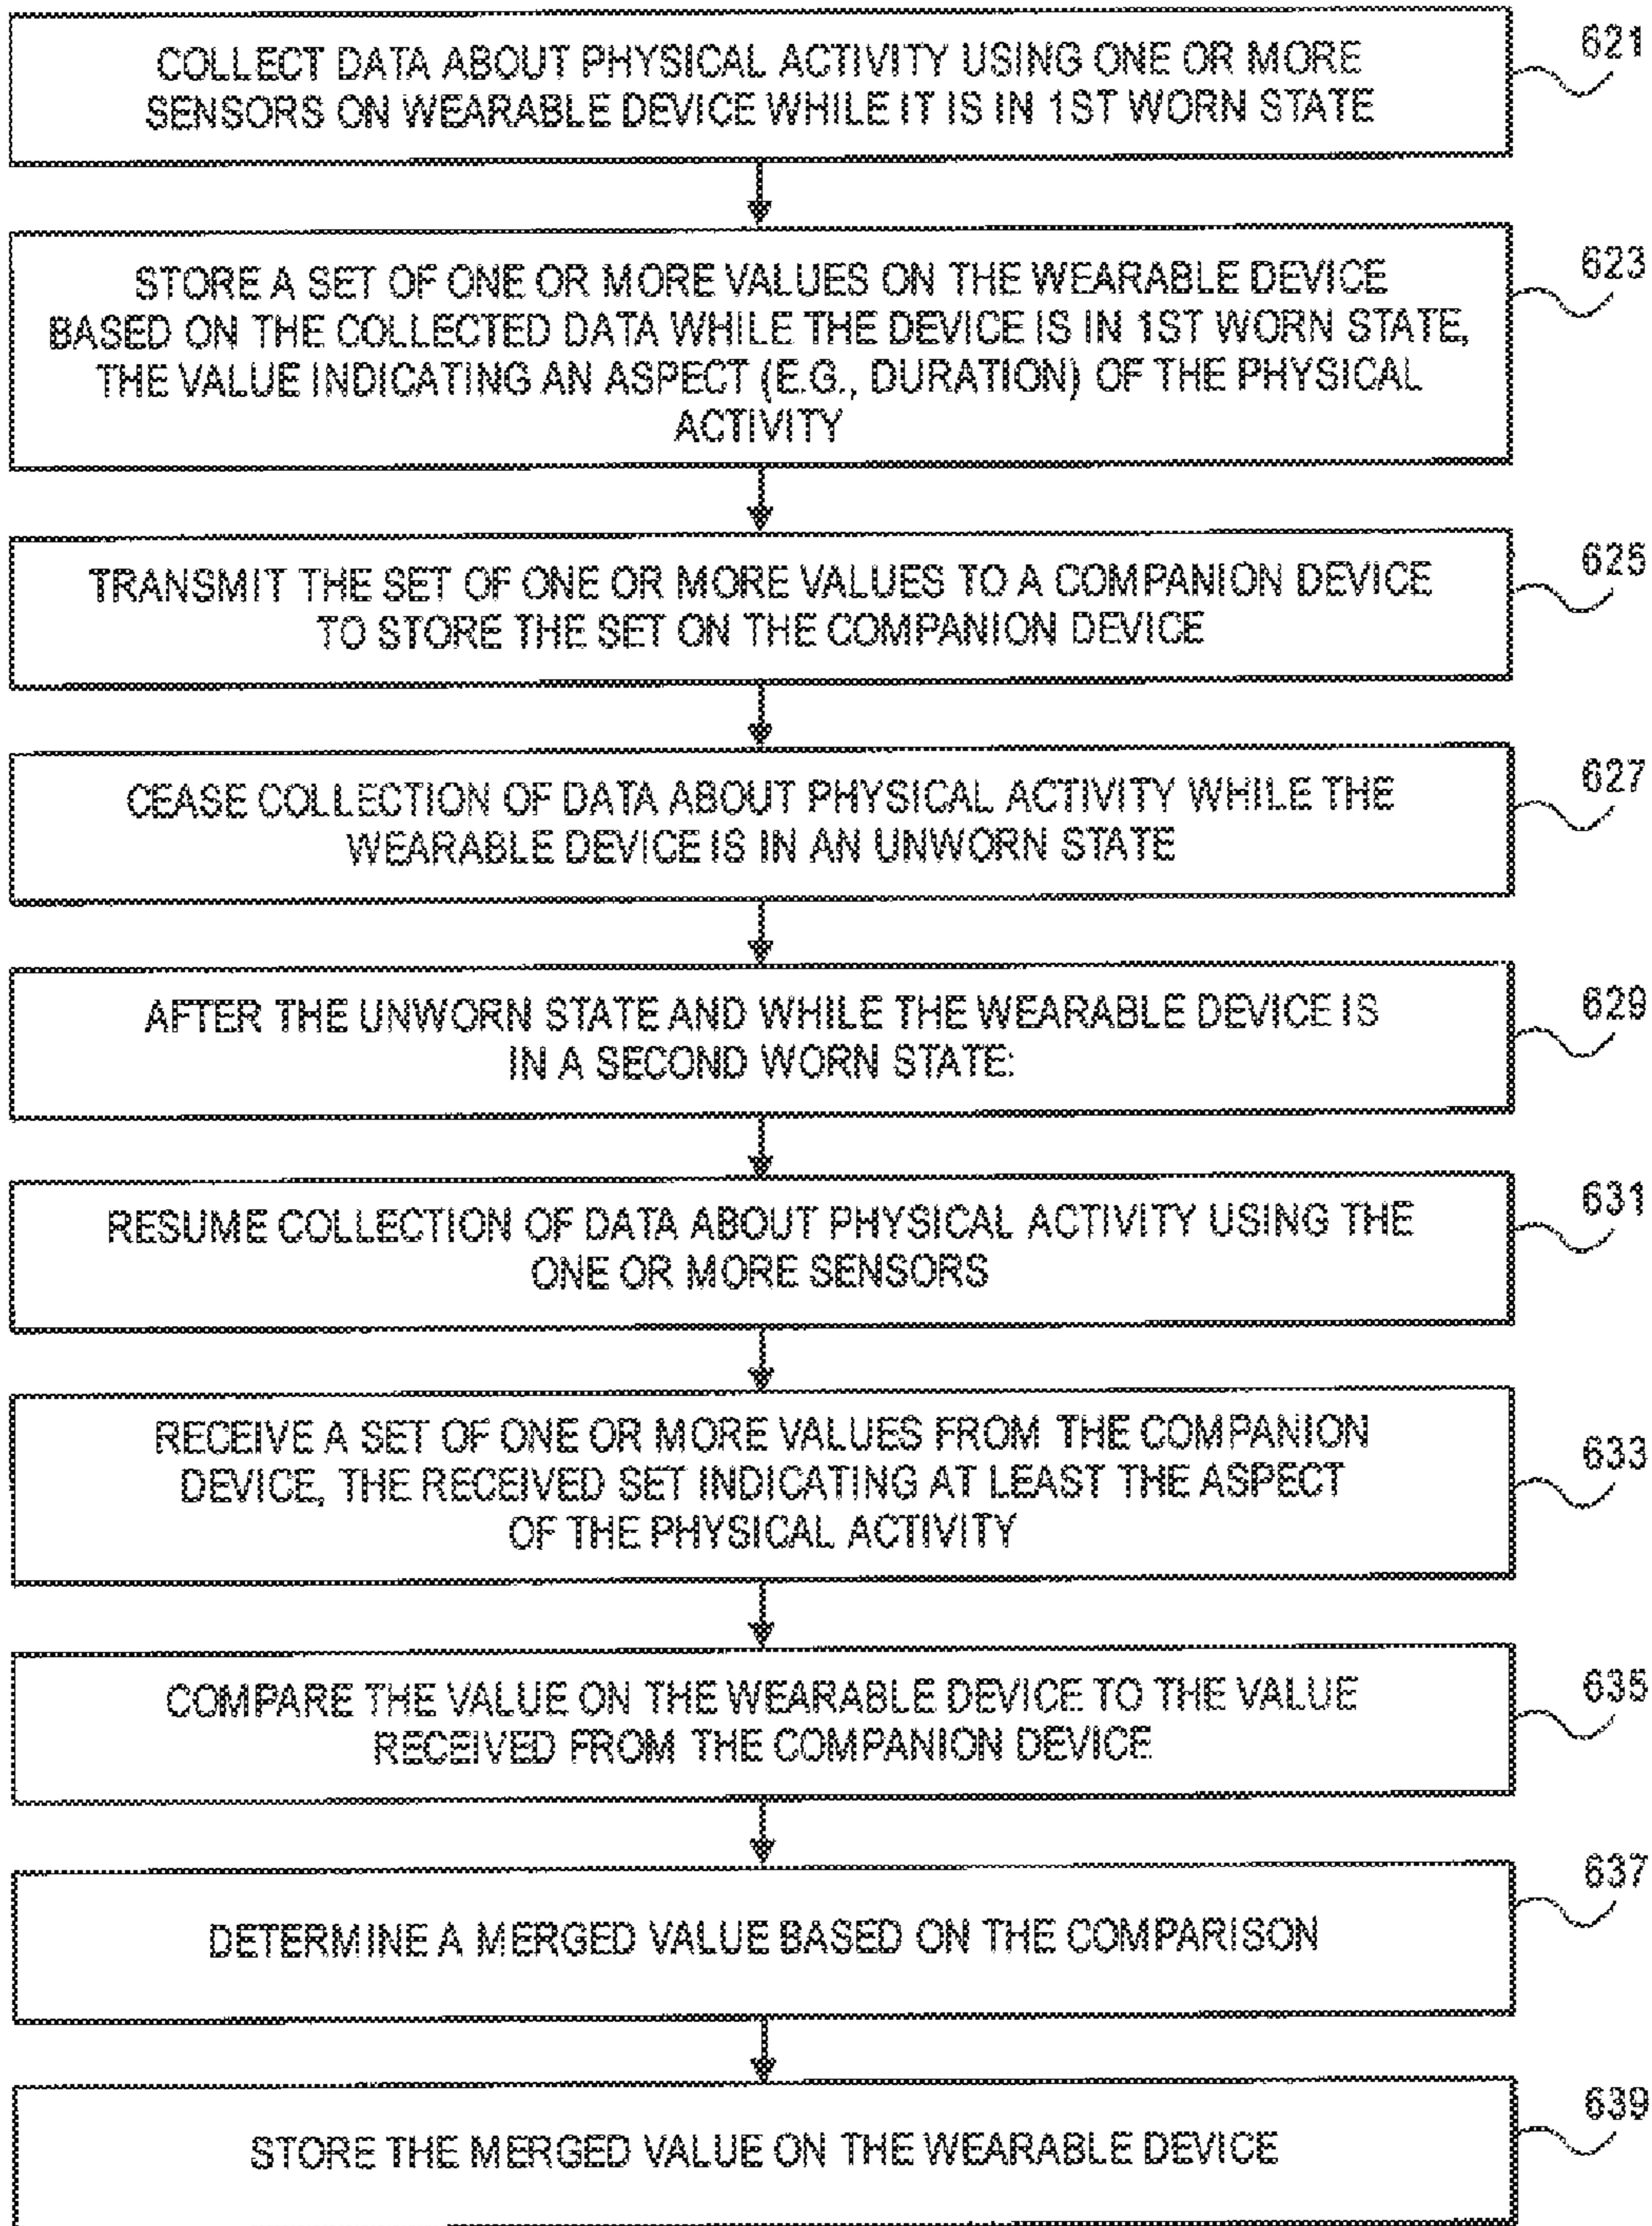 COLLECT DATA ABOUT PHYSICAL ACTIVITY USING ONE OR MORE
SENSORS ON WEARABLE DEVICE WHILE IT IS IN 1ST WORN STATE
621
STORE A SET OF ONE OR MORE VALUES ON THE WEARABLE DEVICE
BASED ON THE COLLECTED DATA WHILE THE DEVICE IS IN 1ST WORN STATE,
THE VALUE INDICATING AN ASPECT (E.G., DURATION) OF THE PHYSICAL
ACTIVITY
623
TRANSMIT THE SET OF ONE OR MORE VALUES TO A COMPANION DEVICE
TO STORE THE SET ON THE COMPANION DEVICE
625
CEASE COLLECTION OF DATA ABOUT PHYSICAL ACTIVITY WHILE THE
WEARABLE DEVICE IS IN AN UNWORN STATE
627
AFTER THE UNWORN STATE AND WHILE THE WEARABLE DEVICE IS
IN A SECOND WORN STATE:
629
RESUME COLLECTION OF DATA ABOUT PHYSICAL ACTIVITY USING THE
ONE OR MORE SENSORS
631
RECEIVE A SET OF ONE OR MORE VALUES FROM THE COMPANION
DEVICE, THE RECEIVED SET INDICATING AT LEAST THE ASPECT
OF THE PHYSICAL ACTIVITY
633
COMPARE THE VALUE ON THE WEARABLE DEVICE TO THE VALUE
RECEIVED FROM THE COMPANION DEVICE
635
DETERMINE A MERGED VALUE BASED ON THE COMPARISON
637
STORE THE MERGED VALUE ON THE WEARABLE DEVICE
639